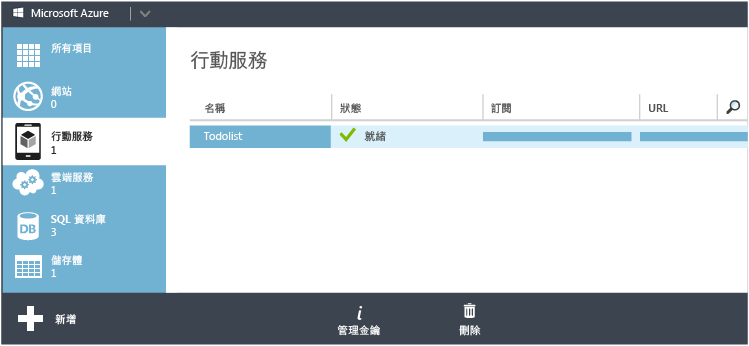 Microsoft Azure
所有項目
網站
0
行動服務
1
雲端服務
1
DB
SQL 資料庫
3
儲存體
1
行動服務
名稱 狀態 訂閱 URL
Todolist 就緒
新增
管理金鑰
刪除